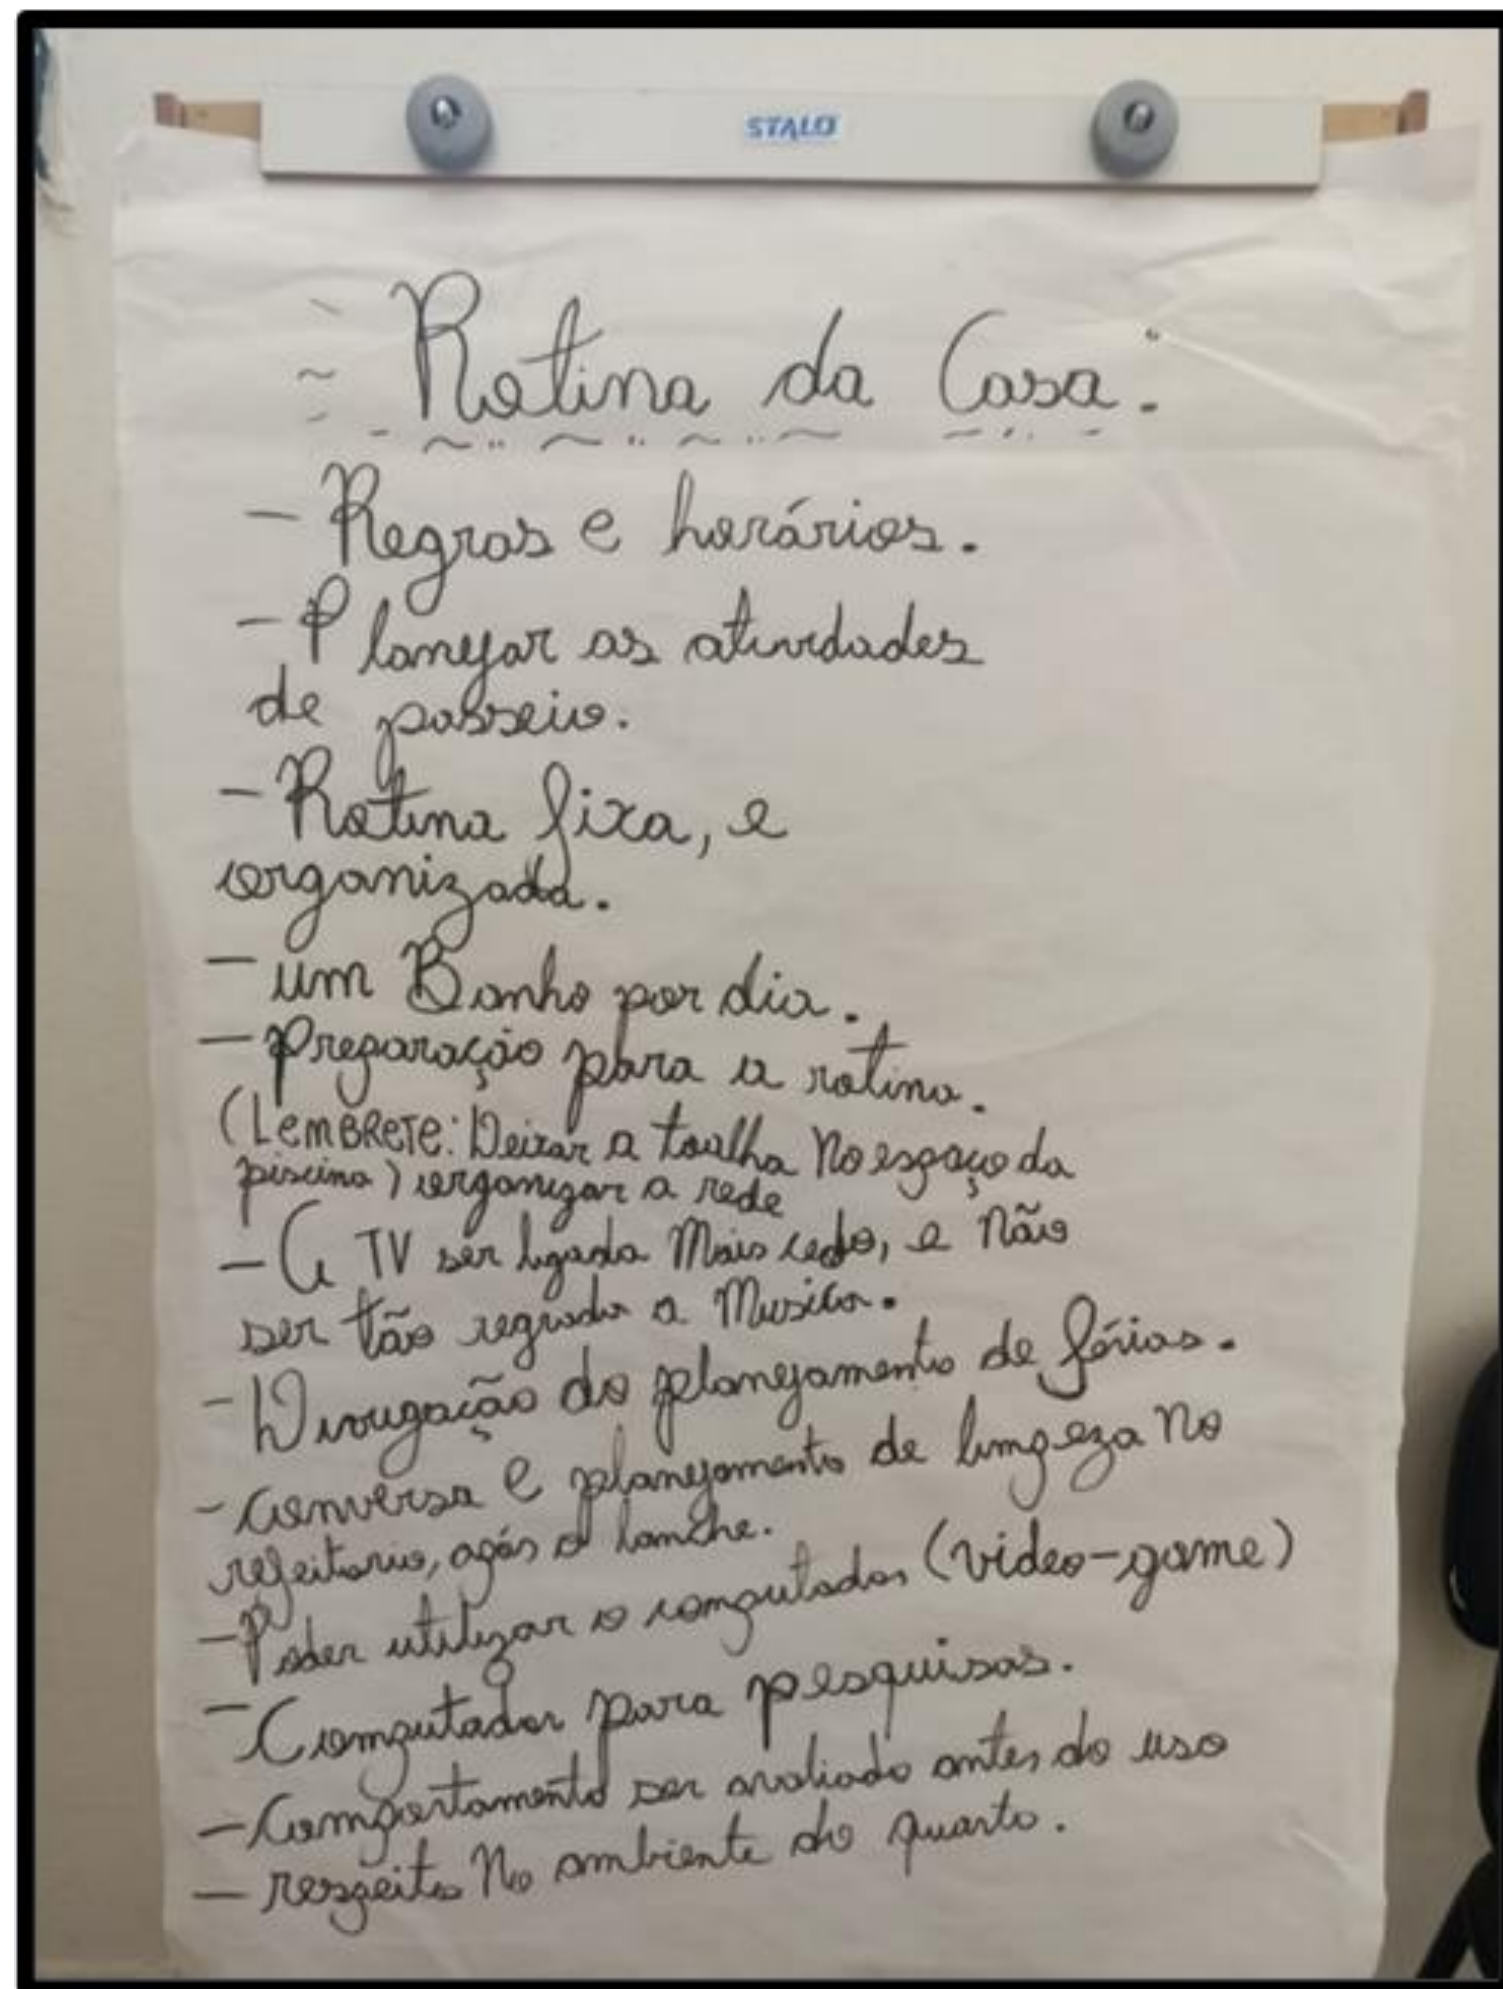 STALO
Rotina da Casa.
- Regras e horários.
- Planejar as atividades
de passeio.
- Rotina fixa, e
organizada.
- um Banho por dia.
- Preparação para a rotina.
(LemBRETe: Deixar a toalha no espaço da
piscina) organizar a rede
- A TV ser ligada mais cedo, e não
ser tão regrada a musica.
- Divugação do planejamento de férias.
- conversa e planejamento de limpeza no
refeitorio, após o lanche.
- Poder utilizar o computador (video-game)
- Computador para pesquisas.
- Comportamento ser avaliado antes do uso
- respeito no ambiente do quarto.